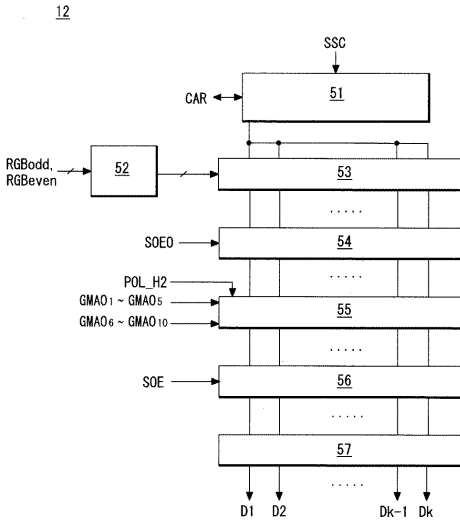 12
SSC
51
CAR
RGBodd,
RGBeven
52
53
.....
SOEO
54
.....
POL_H2
GMAO1 ~ GMAO5
55
GMAO6 ~ GMAO10
.....
SOE
56
.....
57
.....
D1 D2 Dk-1 Dk